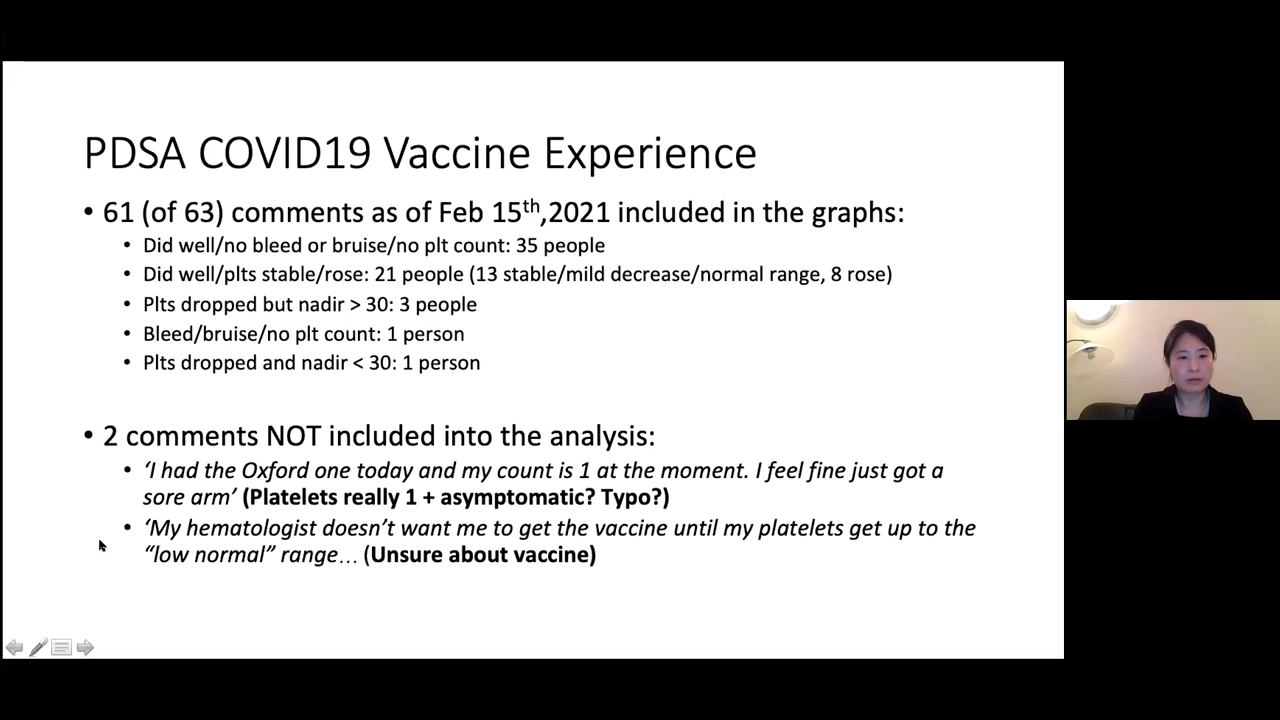 PDSA COVID19 Vaccine Experience
• 61 (of 63) comments as of Feb 15th,2021 included in the graphs:
• Did well/no bleed or bruise/no plt count: 35 people
• Did well/plts stable/rose: 21 people (13 stable/mild decrease/normal range, 8 rose)
• Plts dropped but nadir > 30: 3 people
• Bleed/bruise/no plt count: 1 person
• Plts dropped and nadir < 30: 1 person
• 2 comments NOT included into the analysis:
• ‘I had the Oxford one today and my count is 1 at the moment. I feel fine just got a
sore arm’ (Platelets really 1 + asymptomatic? Typo?)
• ‘My hematologist doesn’t want me to get the vaccine until my platelets get up to the
“low normal” range… (Unsure about vaccine)